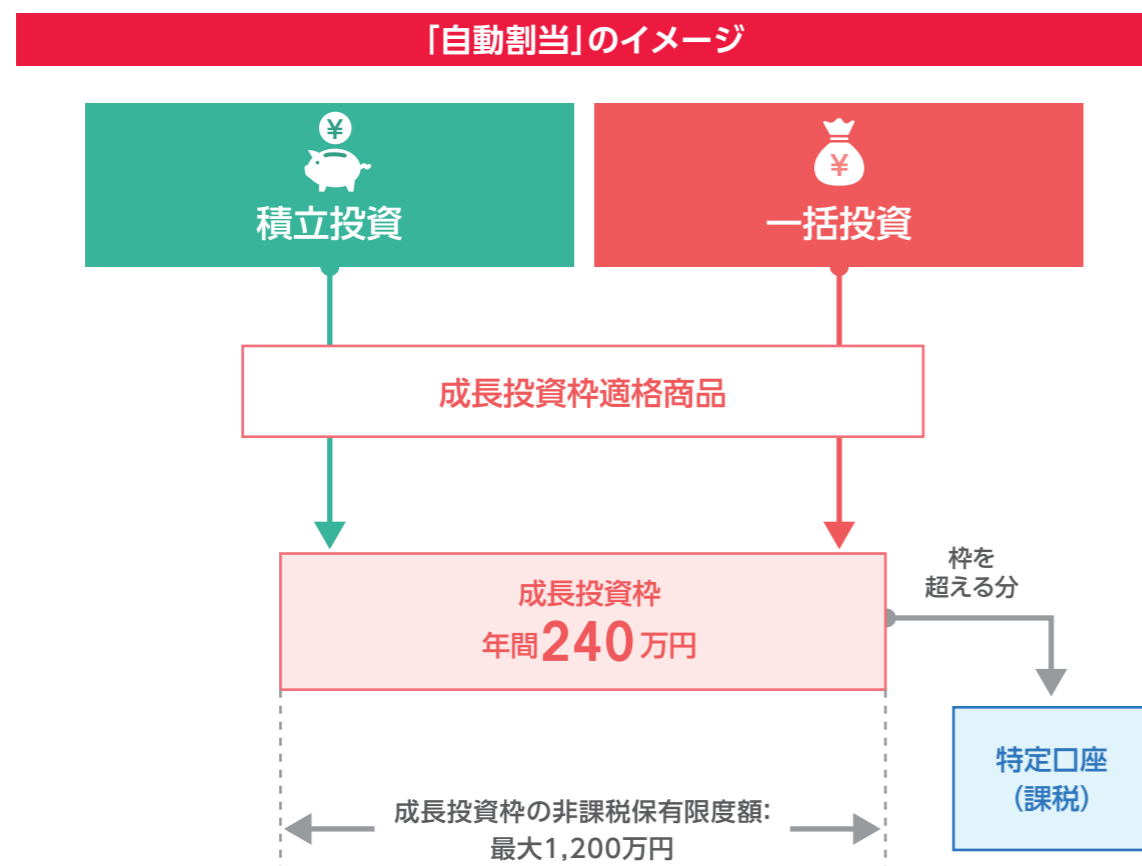 「自動割当」のイメージ
¥
積立投資
¥
一括投資
成長投資枠適格商品
成長投資枠
年間240万円
枠を
超える分
特定口座
(課税)
成長投資枠の非課税保有限度額:
最大1,200万円